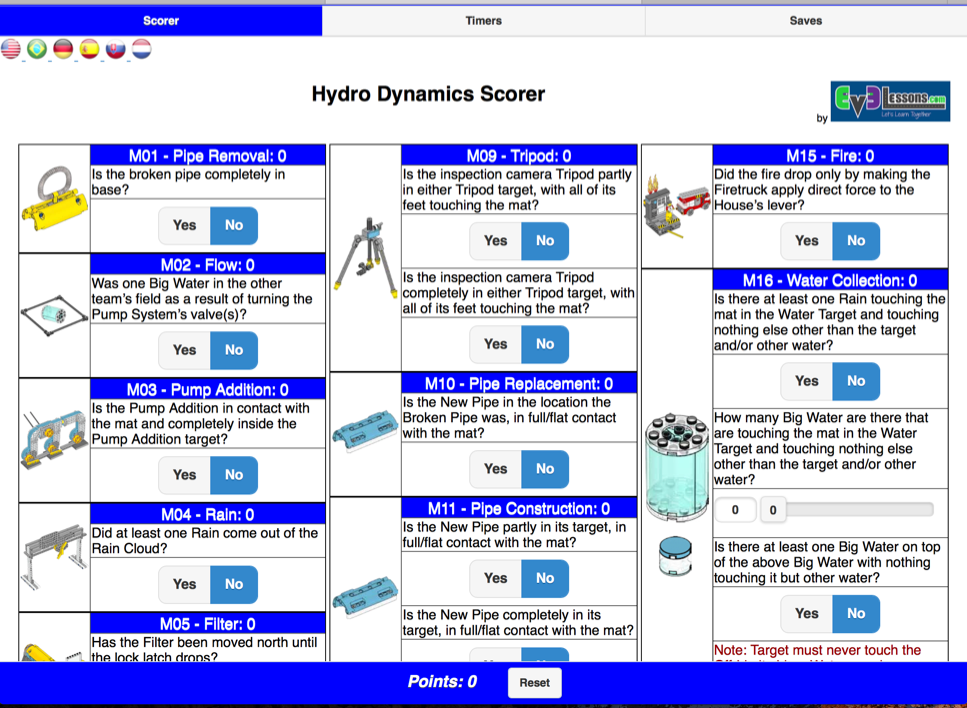 Scorer
Timers
Saves
Hydro Dynamics Scorer
by
EV3Lessons.com
Let's Learn Together
M01 - Pipe Removal: 0
Is the broken pipe completely in
base?
Yes No
M02 - Flow: 0
Was one Big Water in the other
team's field as a result of turning the
Pump System's valve(s)?
Yes No
M03 - Pump Addition: 0
Is the Pump Addition in contact with
the mat and completely inside the
Pump Addition target?
Yes No
M04 - Rain: 0
Did at least one Rain come out of the
Rain Cloud?
Yes No
M05 - Filter: 0
Has the Filter been moved north until
the lock latch drops?
M09 - Tripod: 0
Is the inspection camera Tripod partly
in either Tripod target, with all of its
feet touching the mat?
Yes No
Is the inspection camera Tripod
completely in either Tripod target, with
all of its feet touching the mat?
Yes No
M10 - Pipe Replacement: 0
Is the New Pipe in the location the
Broken Pipe was, in full/flat contact
with the mat?
Yes No
M11 - Pipe Construction: 0
Is the New Pipe partly in its target, in
full/flat contact with the mat?
Yes No
Is the New Pipe completely in its
target, in full/flat contact with the mat?
M15 - Fire: 0
Did the fire drop only by making the
Firetruck apply direct force to the
House's lever?
Yes No
M16 - Water Collection: 0
Is there at least one Rain touching the
mat in the Water Target and touching
nothing else other than the target
and/or other water?
Yes No
How many Big Water are there that
are touching the mat in the Water
Target and touching nothing else
other than the target and/or other
water?
0 0
Is there at least one Big Water on top
of the above Big Water with nothing
touching it but other water?
Yes No
Note: Target must never touch the
Points: 0
Reset